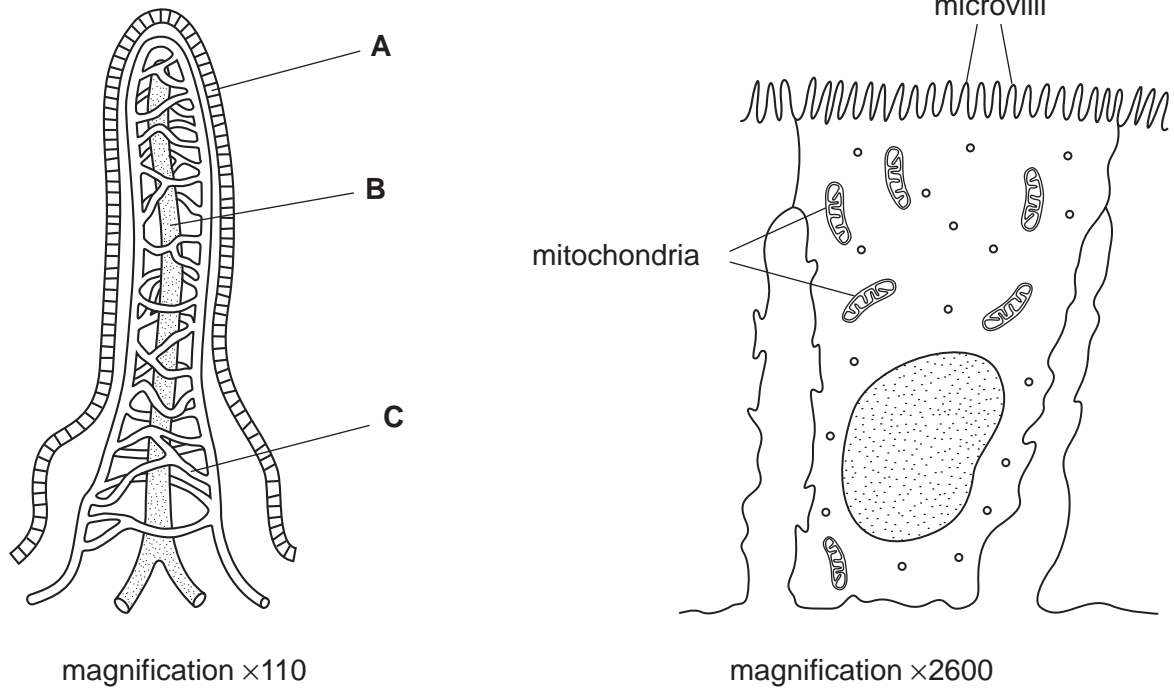 microvilli
A
B
mitochondria
C
magnification ×110
magnification ×2600